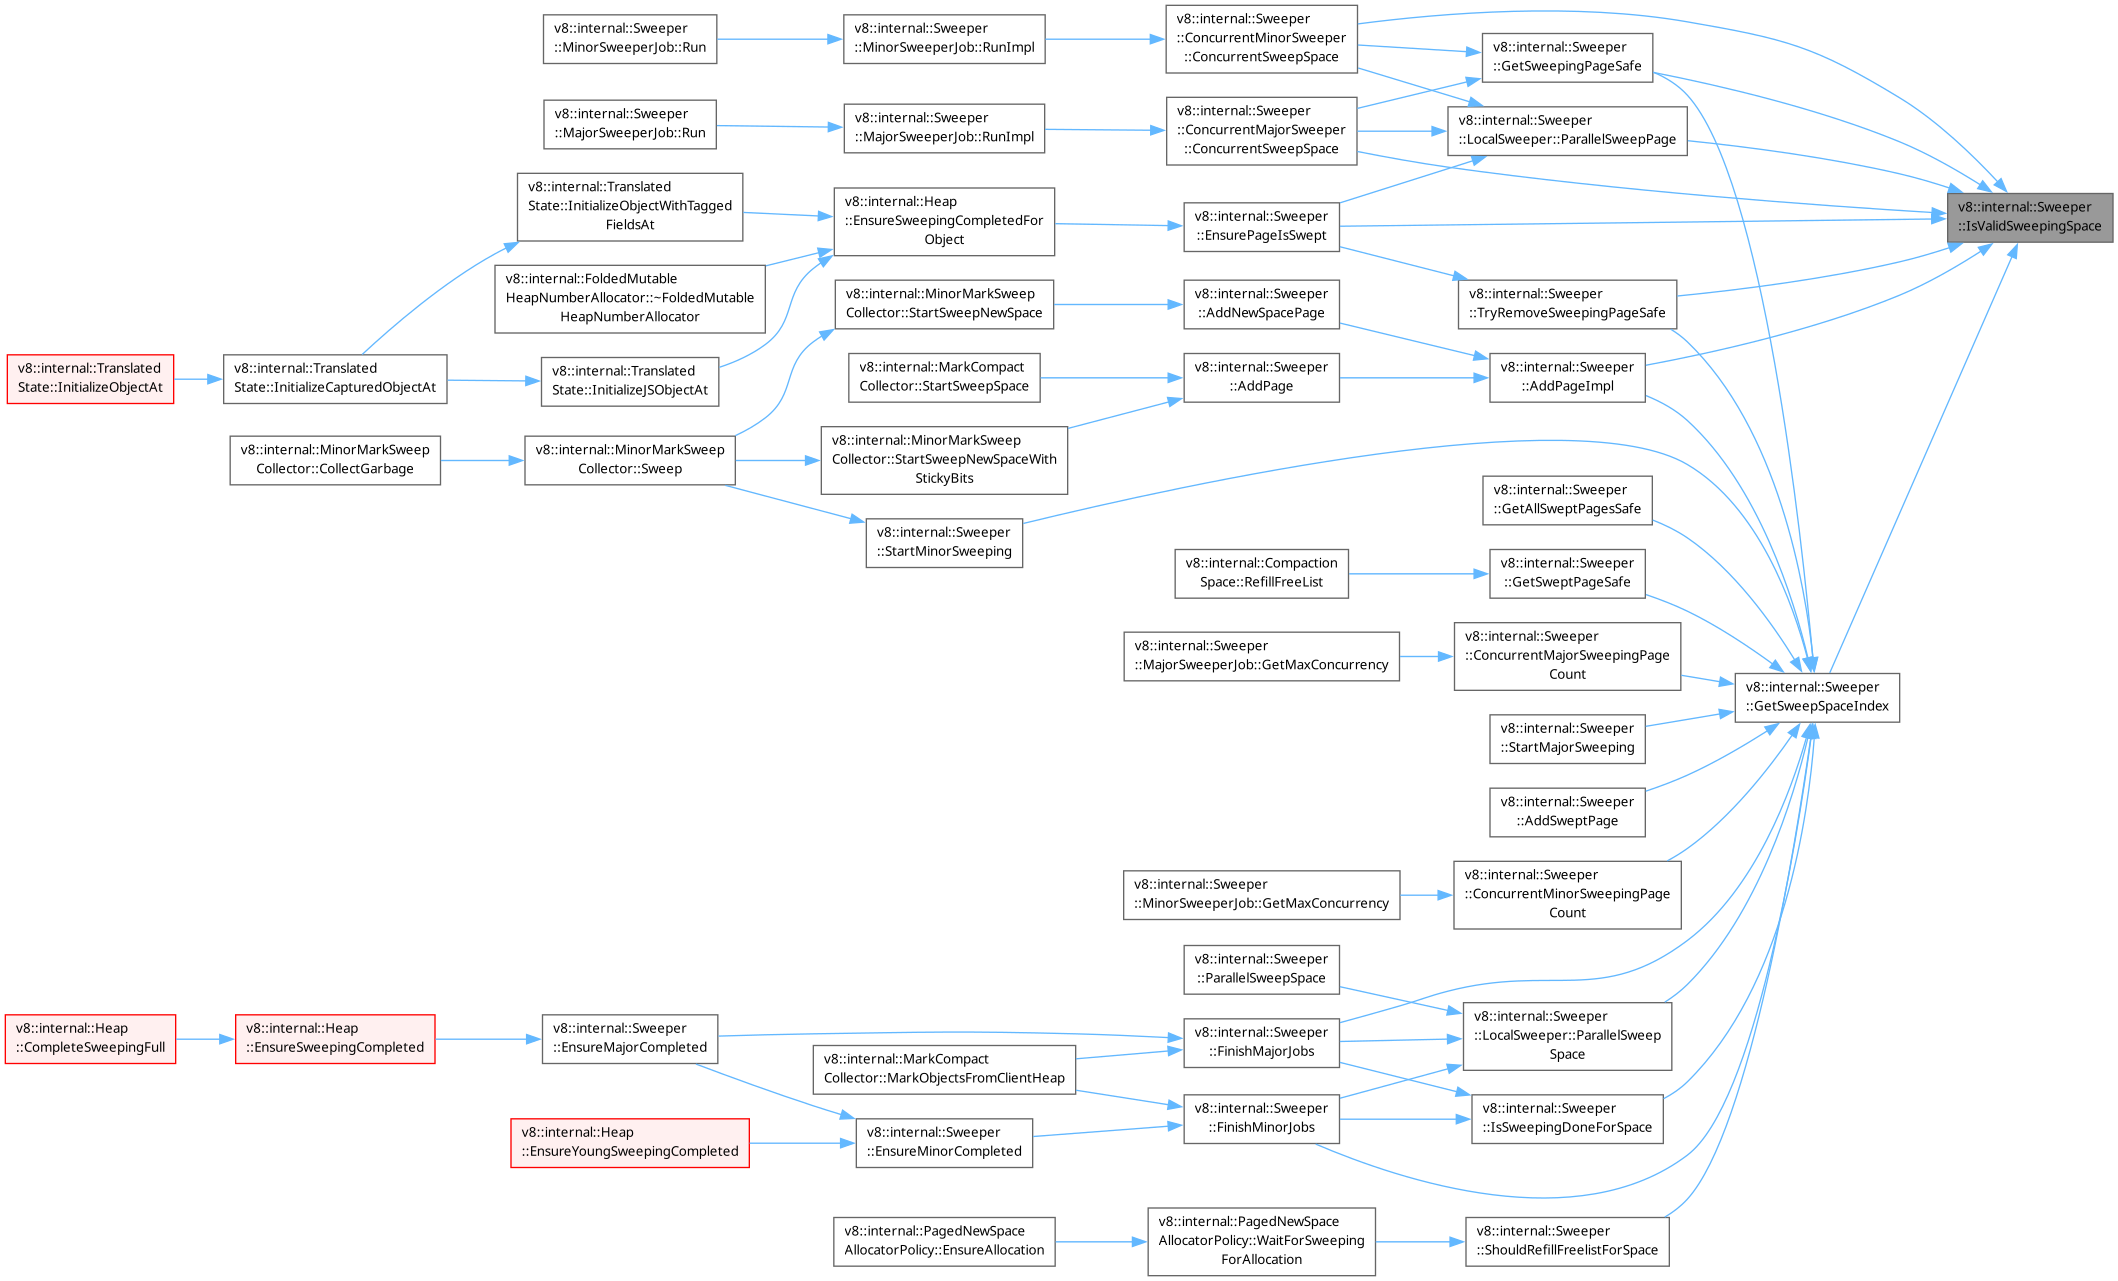 v8::internal::Sweeper
::MinorSweeperJob::Run
v8::internal::Sweeper
::MinorSweeperJob::RunImpl
v8::internal::Sweeper
::ConcurrentMinorSweeper
::ConcurrentSweepSpace
v8::internal::Sweeper
::GetSweepingPageSafe
v8::internal::Sweeper
::MajorSweeperJob::Run
v8::internal::Sweeper
::MajorSweeperJob::RunImpl
v8::internal::Sweeper
::ConcurrentMajorSweeper
::ConcurrentSweepSpace
v8::internal::Sweeper
::LocalSweeper::ParallelSweepPage
v8::internal::Translated
State::InitializeObjectWithTagged
FieldsAt
v8::internal::Heap
::EnsureSweepingCompletedFor
Object
v8::internal::Sweeper
::EnsurePageIsSwept
v8::internal::Sweeper
::IsValidSweepingSpace
v8::internal::FoldedMutable
HeapNumberAllocator::~FoldedMutable
HeapNumberAllocator
v8::internal::MinorMarkSweep
Collector::StartSweepNewSpace
v8::internal::Sweeper
::AddNewSpacePage
v8::internal::Sweeper
::TryRemoveSweepingPageSafe
v8::internal::Translated
State::InitializeObjectAt
v8::internal::Translated
State::InitializeCapturedObjectAt
v8::internal::Translated
State::InitializeJSObjectAt
v8::internal::MarkCompact
Collector::StartSweepSpace
v8::internal::Sweeper
::AddPage
v8::internal::Sweeper
::AddPageImpl
v8::internal::MinorMarkSweep
Collector::CollectGarbage
v8::internal::MinorMarkSweep
Collector::Sweep
v8::internal::MinorMarkSweep
Collector::StartSweepNewSpaceWith
StickyBits
v8::internal::Sweeper
::GetAllSweptPagesSafe
v8::internal::Sweeper
::StartMinorSweeping
v8::internal::Compaction
Space::RefillFreeList
v8::internal::Sweeper
::GetSweptPageSafe
v8::internal::Sweeper
::MajorSweeperJob::GetMaxConcurrency
v8::internal::Sweeper
::ConcurrentMajorSweepingPage
Count
v8::internal::Sweeper
::GetSweepSpaceIndex
v8::internal::Sweeper
::StartMajorSweeping
v8::internal::Sweeper
::AddSweptPage
v8::internal::Sweeper
::MinorSweeperJob::GetMaxConcurrency
v8::internal::Sweeper
::ConcurrentMinorSweepingPage
Count
v8::internal::Sweeper
::ParallelSweepSpace
v8::internal::Heap
::CompleteSweepingFull
v8::internal::Heap
::EnsureSweepingCompleted
v8::internal::Sweeper
::EnsureMajorCompleted
v8::internal::MarkCompact
Collector::MarkObjectsFromClientHeap
v8::internal::Sweeper
::FinishMajorJobs
v8::internal::Sweeper
::LocalSweeper::ParallelSweep
Space
v8::internal::Heap
::EnsureYoungSweepingCompleted
v8::internal::Sweeper
::EnsureMinorCompleted
v8::internal::Sweeper
::FinishMinorJobs
v8::internal::Sweeper
::IsSweepingDoneForSpace
v8::internal::PagedNewSpace
AllocatorPolicy::EnsureAllocation
v8::internal::PagedNewSpace
AllocatorPolicy::WaitForSweeping
ForAllocation
v8::internal::Sweeper
::ShouldRefillFreelistForSpace